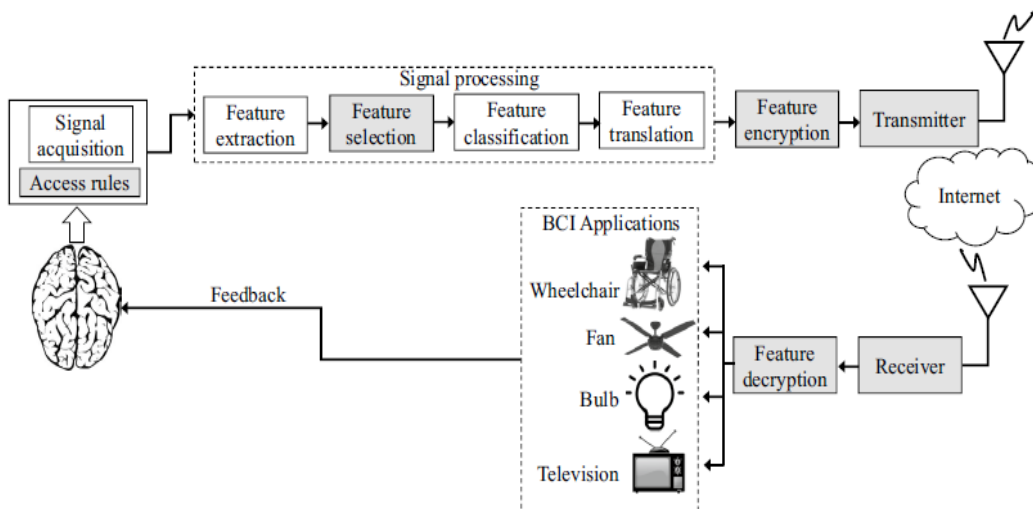 Signal processing
Signal
acquisition
Access rules
Feature
extraction
Feature
selection
Feature
classification
Feature
translation
Feature
encryption
Transmitter
Internet
BCI Applications
Wheelchair
Fan
Bulb
Television
Feature
decryption
Receiver
Feedback